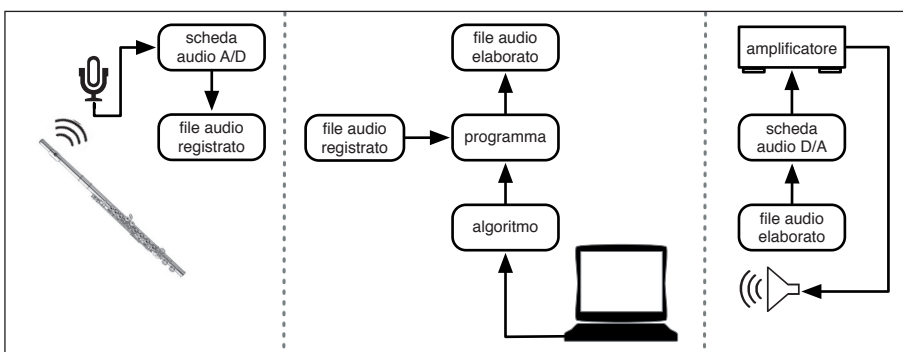 scheda
audio A/D
file audio
registrato
file audio
elaborato
file audio
registrato
programma
algoritmo
amplificatore
scheda
audio D/A
file audio
elaborato